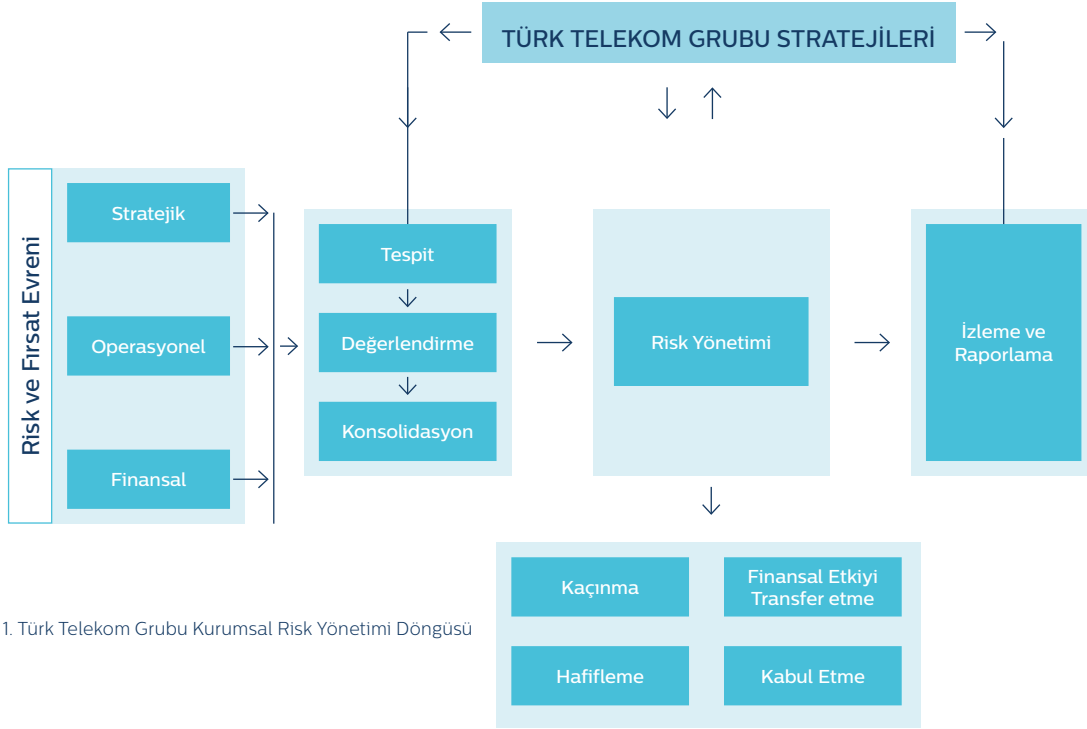 TÜRK TELEKOM GRUBU STRATEJİLERİ
Risk ve Fırsat Evreni
Stratejik
Operasyonel
Finansal
Tespit
Değerlendirme
Konsolidasyon
Risk Yönetimi
İzleme ve
Raporlama
Kaçınma
Finansal Etkiyi
Transfer etme
Hafifleme
Kabul Etme
1. Türk Telekom Grubu Kurumsal Risk Yönetimi Döngüsü